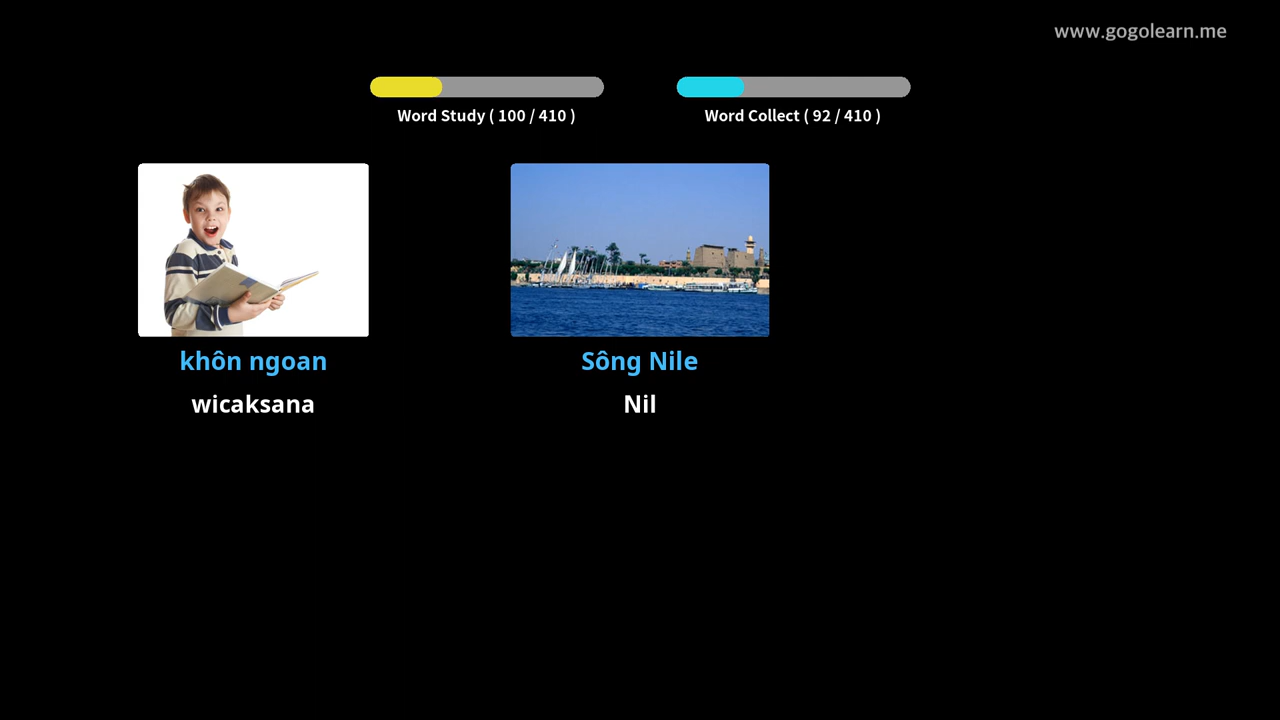 www.gogolearn.me
Word Study ( 100 / 410 )
Word Collect ( 92 / 410 )
khôn ngoan
wicaksana
Sông Nile
Nil